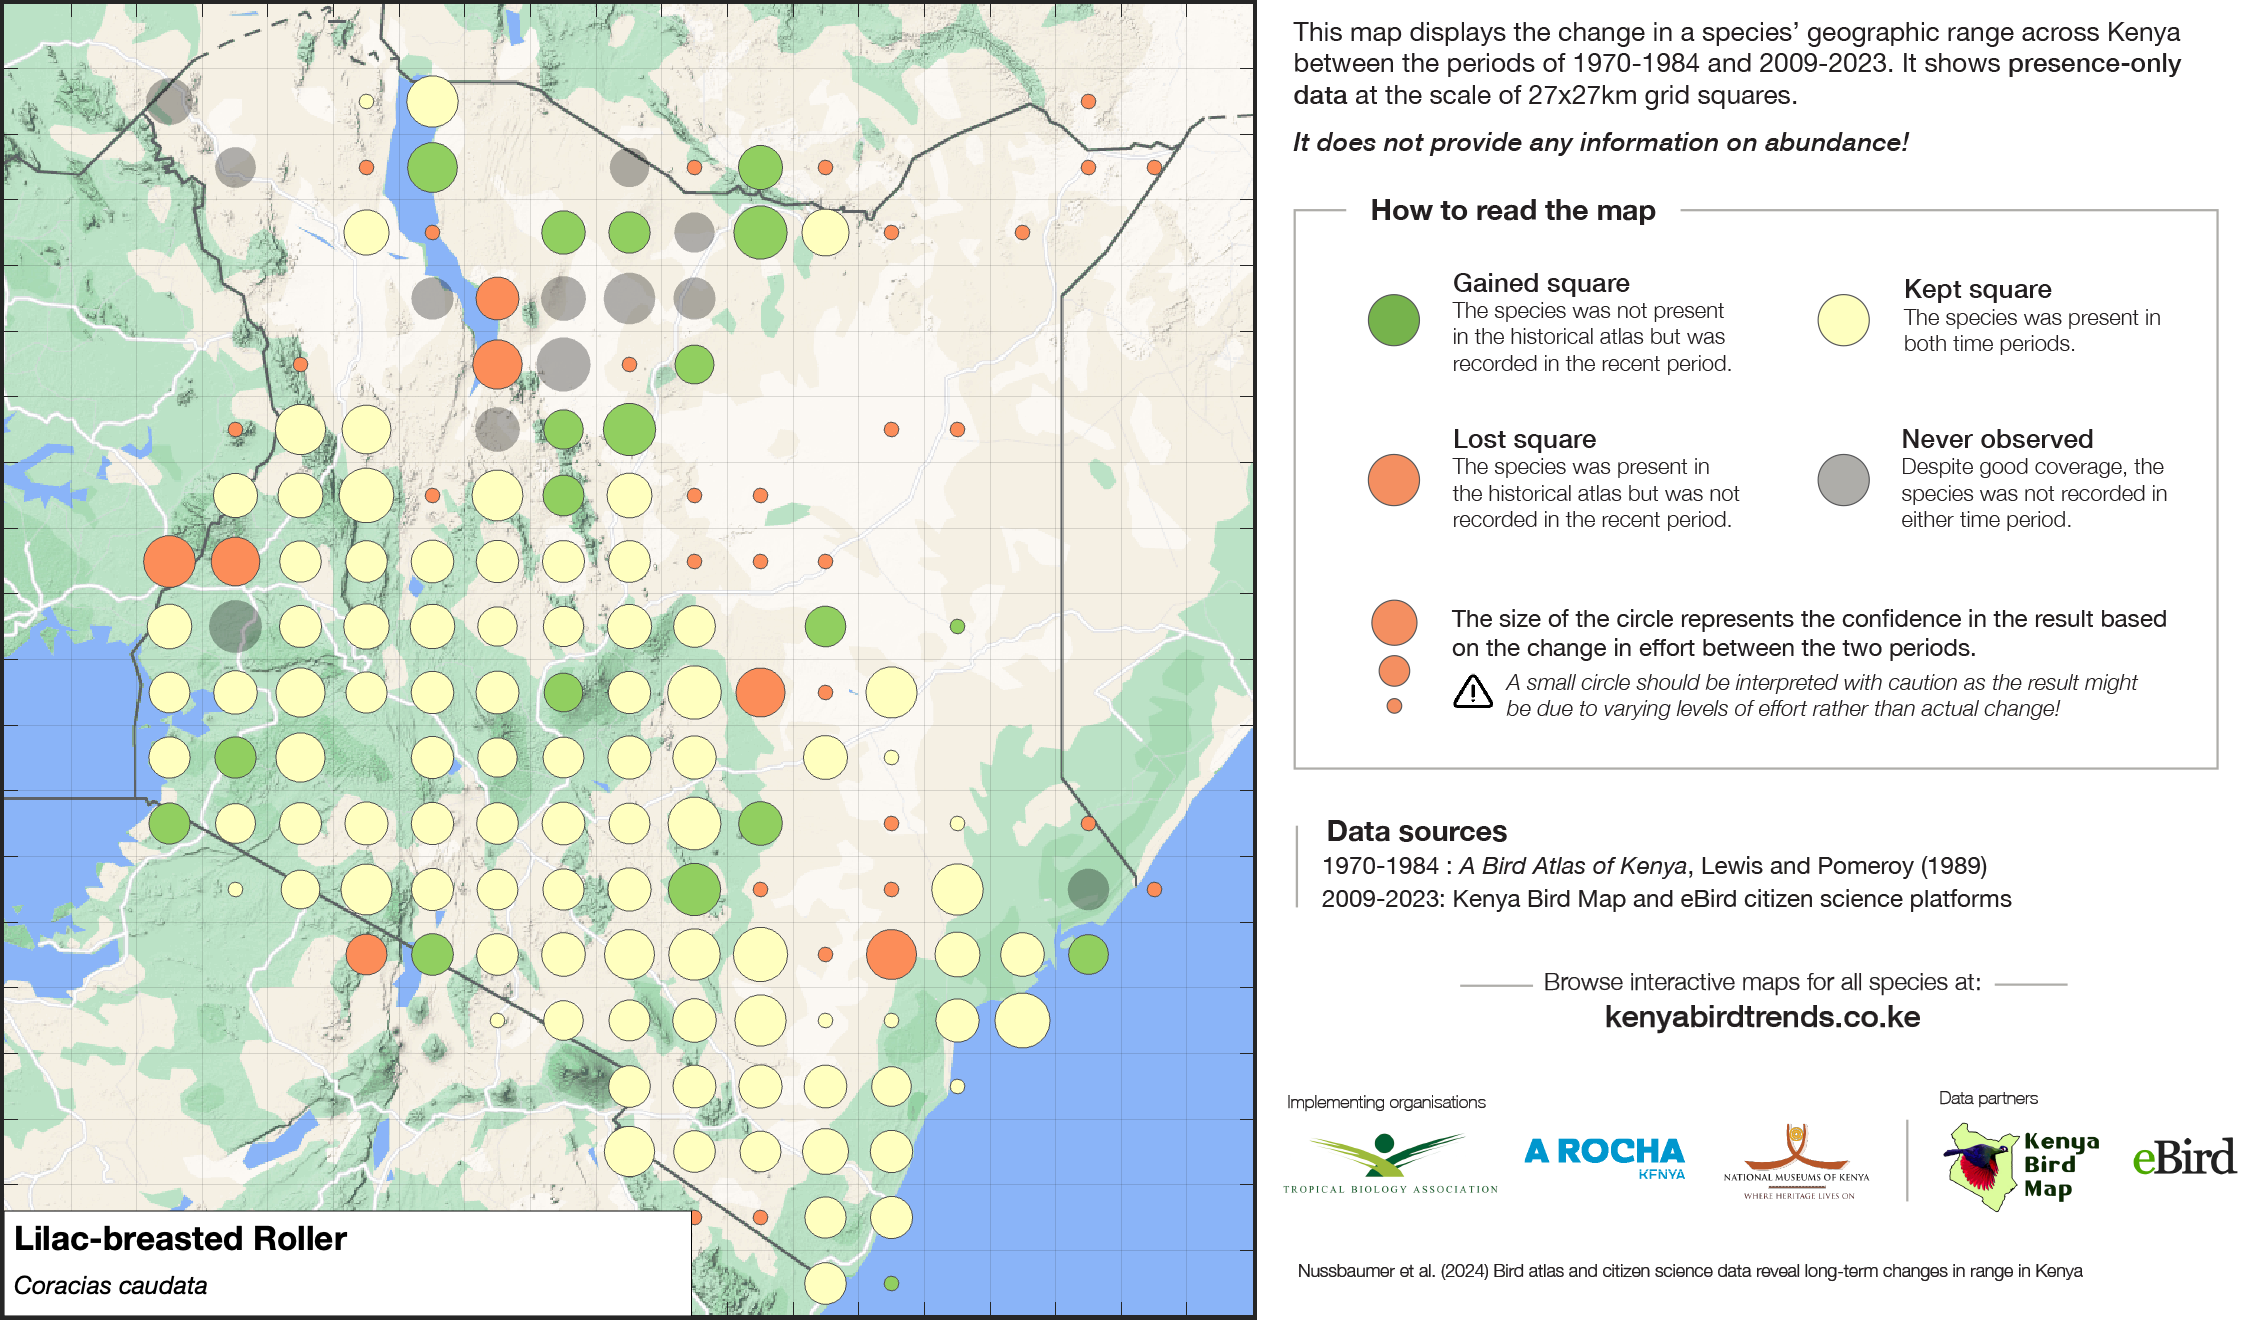 This map displays the change in a species' geographic range across Kenya
between the periods of 1970-1984 and 2009-2023. It shows presence-only
data at the scale of 27x27km grid squares.
It does not provide any information on abundance!
How to read the map
Gained square
The species was not present
in the historical atlas but was
recorded in the recent period.
Kept square
The species was present in
both time periods.
Lost square
The species was present in
the historical atlas but was not
recorded in the recent period.
Never observed
Despite good coverage, the
species was not recorded in
either time period.
The size of the circle represents the confidence in the result based
on the change in effort between the two periods.
A small circle should be interpreted with caution as the result might
be due to varying levels of effort rather than actual change!
Data sources
1970-1984 : A Bird Atlas of Kenya, Lewis and Pomeroy (1989)
2009-2023: Kenya Bird Map and eBird citizen science platforms
Browse interactive maps for all species at:
kenyabirdtrends.co.ke
Implementing organisations
Data partners
TROPICAL BIOLOGY ASSOCIATION
A ROCHA
KENYA
NATIONAL MUSEUMS OF KENYA
WHERE HERITAGE LIVES ON
Kenya
Bird
Map
eBird
Nussbaumer et al. (2024) Bird atlas and citizen science data reveal long-term changes in range in Kenya
Lilac-breasted Roller
Coracias caudata